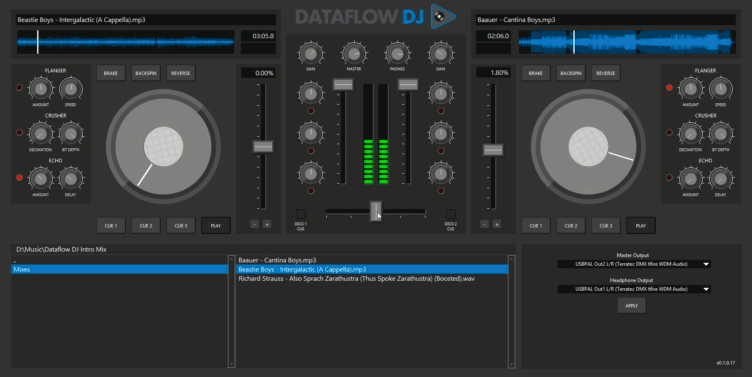 DATAFLOW DJ
Beastie Boys - Intergalactic (A Cappella).mp3
03:05.8
FLANGER
AMOUNT SPEED
CRUSHER
DECIMATION BIT DEPTH
ECHO
AMOUNT DELAY
BRAKE BACKSPIN REVERSE
0.00%
CUE 1 CUE 2 CUE 3 PLAY
- +
GAIN MASTER PHONES GAIN
DECK 1 CUE
DECK 2 CUE
Baauer - Cantina Boys.mp3
02:06.0
1.80%
BRAKE BACKSPIN REVERSE
FLANGER
AMOUNT SPEED
CRUSHER
DECIMATION BIT DEPTH
ECHO
AMOUNT DELAY
- +
CUE 1 CUE 2 CUE 3 PLAY
D:\Music\Dataflow DJ Intro Mix
..
Mixes
Baauer - Cantina Boys.mp3
Beastie Boys - Intergalactic (A Cappella).mp3
Richard Strauss - Also Sprach Zarathustra (Thus Spoke Zarathustra) (Boosted).wav
Master Output
USBPAL Out2 L/R (Terratec DMX 6fire WDM Audio)
Headphone Output
USBPAL Out1 L/R (Terratec DMX 6fire WDM Audio)
APPLY
v0.1.0.17